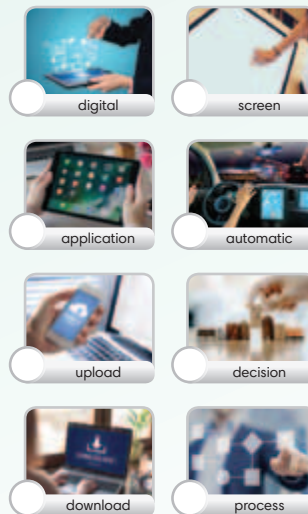 digital
screen
application
automatic
upload
decision
download
process